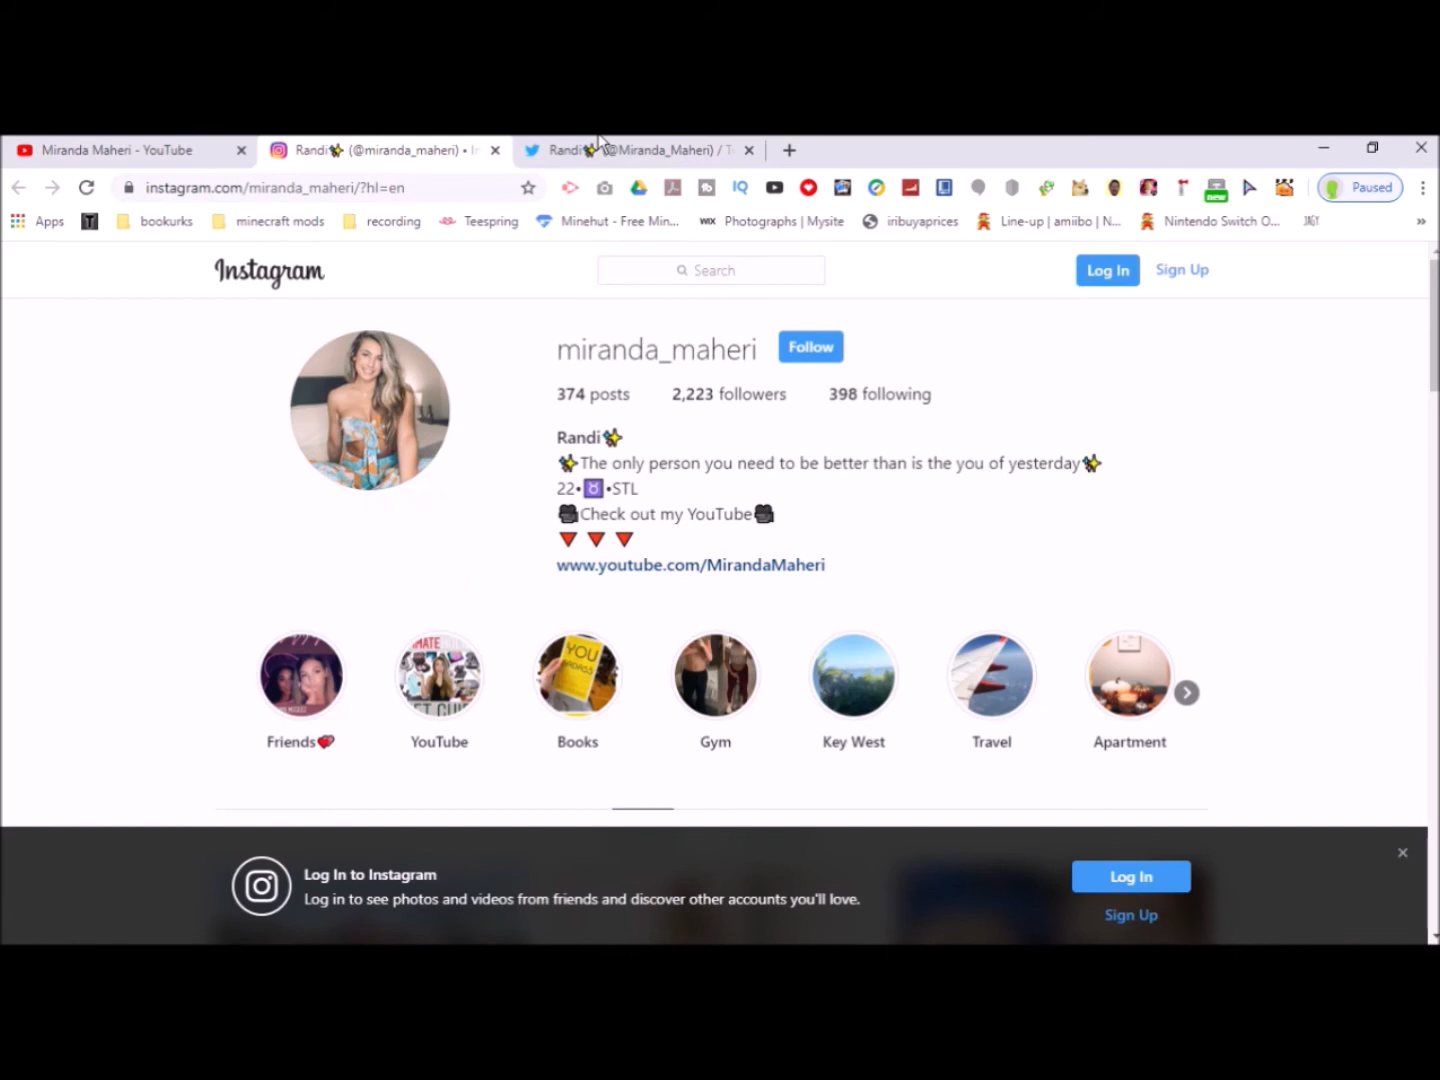 Miranda Maheri - YouTube
Randi✨ (@miranda_maheri) • In
Randi✨ (@Miranda_Maheri) / T
instagram.com/miranda_maheri/?hl=en
IQ
new
Paused
Apps
bookurks
minecraft mods
recording
Teespring
Minehut - Free Min...
WIX
Photographs | Mysite
iribuyaprices
Line-up | amiibo | N...
Nintendo Switch O...
»
Instagram
Search
Log In
Sign Up
miranda_maheri
Follow
374 posts
2,223 followers
398 following
Randi✨
✨The only person you need to be better than is the you of yesterday✨
22•♉•STL
🎥Check out my YouTube🎥
🔻 🔻 🔻
www.youtube.com/MirandaMaheri
YOU
Friends💞
YouTube
Books
Gym
Key West
Travel
Apartment
Log In to Instagram
Log in to see photos and videos from friends and discover other accounts you'll love.
Log In
Sign Up